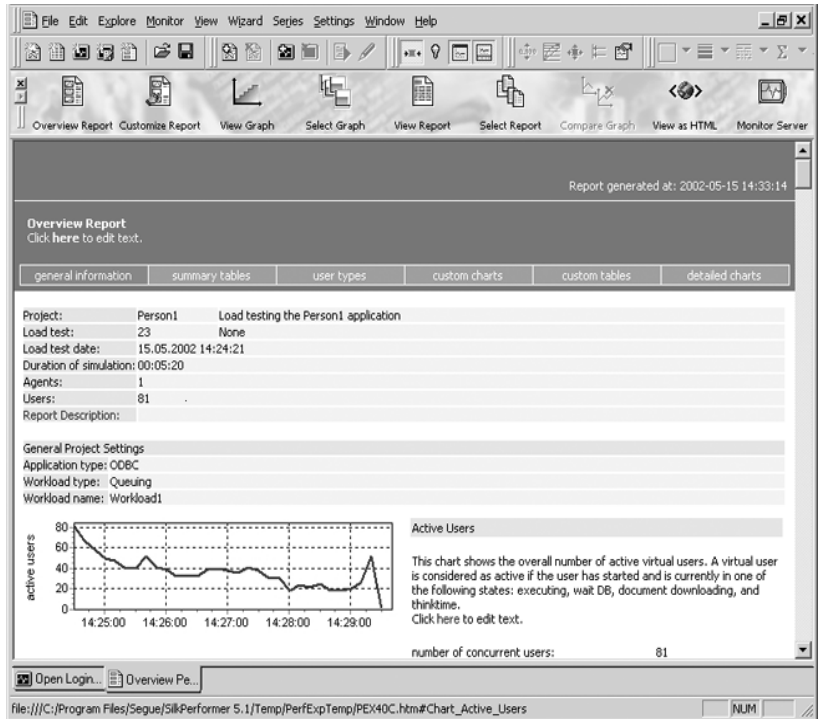 File Edit Explore Monitor View Wizard Series Settings Window Help
Overview Report Customize Report View Graph Select Graph View Report Select Report Compare Graph View as HTML Monitor Server
Report generated at: 2002-05-15 14:33:14
Overview Report
Click here to edit text.
general information summary tables user types custom charts custom tables detailed charts
Project: Person1 Load testing the Person1 application
Load test: 23 None
Load test date: 15.05.2002 14:24:21
Duration of simulation: 00:05:20
Agents: 1
Users: 81
Report Description:
General Project Settings
Application type: ODBC
Workload type: Queuing
Workload name: Workload1
active users
80
60
40
20
0
14:25:00 14:26:00 14:27:00 14:28:00 14:29:00
Active Users
This chart shows the overall number of active virtual users. A virtual user
is considered as active if the user has started and is currently in one of
the following states: executing, wait DB, document downloading, and
thinktime.
Click here to edit text.
number of concurrent users: 81
Open Login... Overview Pe...
file:///C:/Program Files/Segue/SilkPerformer 5.1/Temp/PerfExpTemp/PEX40C.htm#Chart_Active_Users NUM